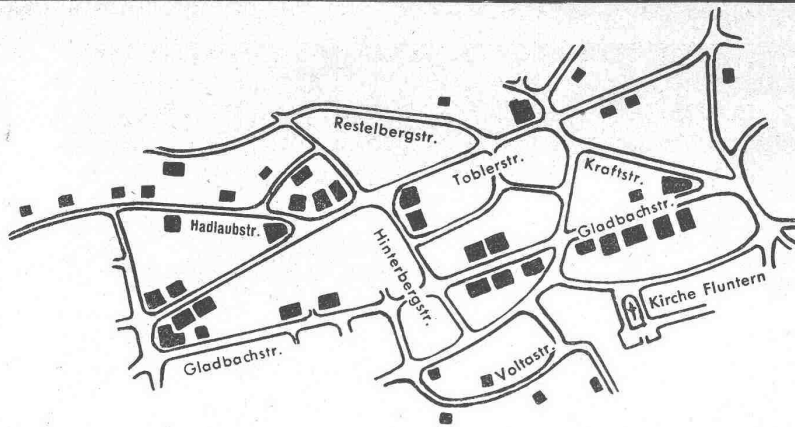 Restelbergstr.
Toblerstr.
Kraftstr.
Hadlaubstr.
Gladbachstr.
Hinterbergstr.
Kirche Fluntern
Gladbachstr.
Voltastr.